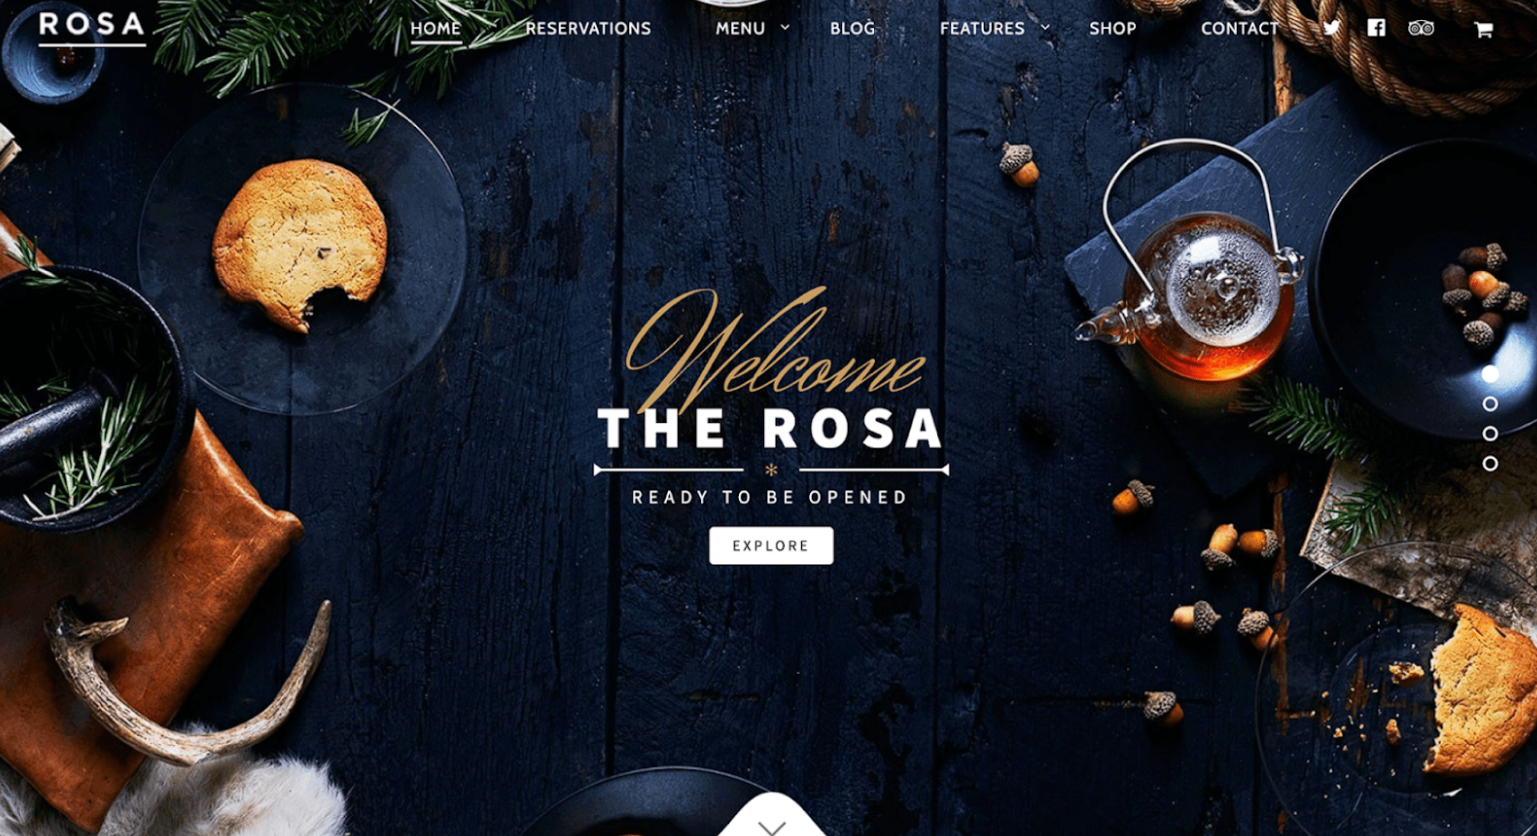 ROSA
HOME RESERVATIONS MENU BLOG FEATURES SHOP CONTACT
Welcome
THE ROSA
READY TO BE OPENED
EXPLORE